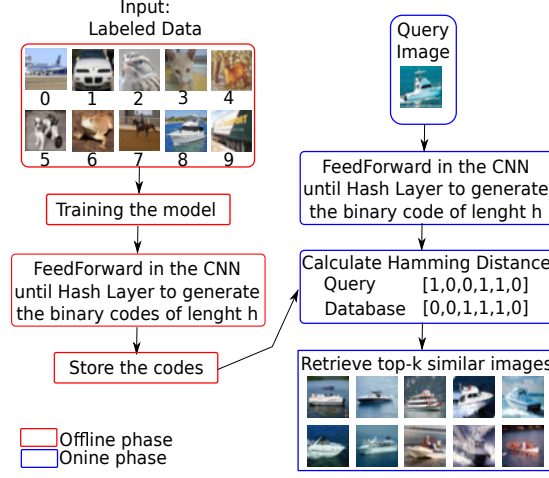 Input:
Labeled Data
0 1 2 3 4
5 6 7 8 9
Training the model
FeedForward in the CNN
until Hash Layer to generate
the binary codes of lenght h
Store the codes
Query
Image
FeedForward in the CNN
until Hash Layer to generate
the binary code of lenght h
Calculate Hamming Distance
Query [1,0,0,1,1,0]
Database [0,0,1,1,1,0]
Retrieve top-k similar images
Offline phase
Onine phase